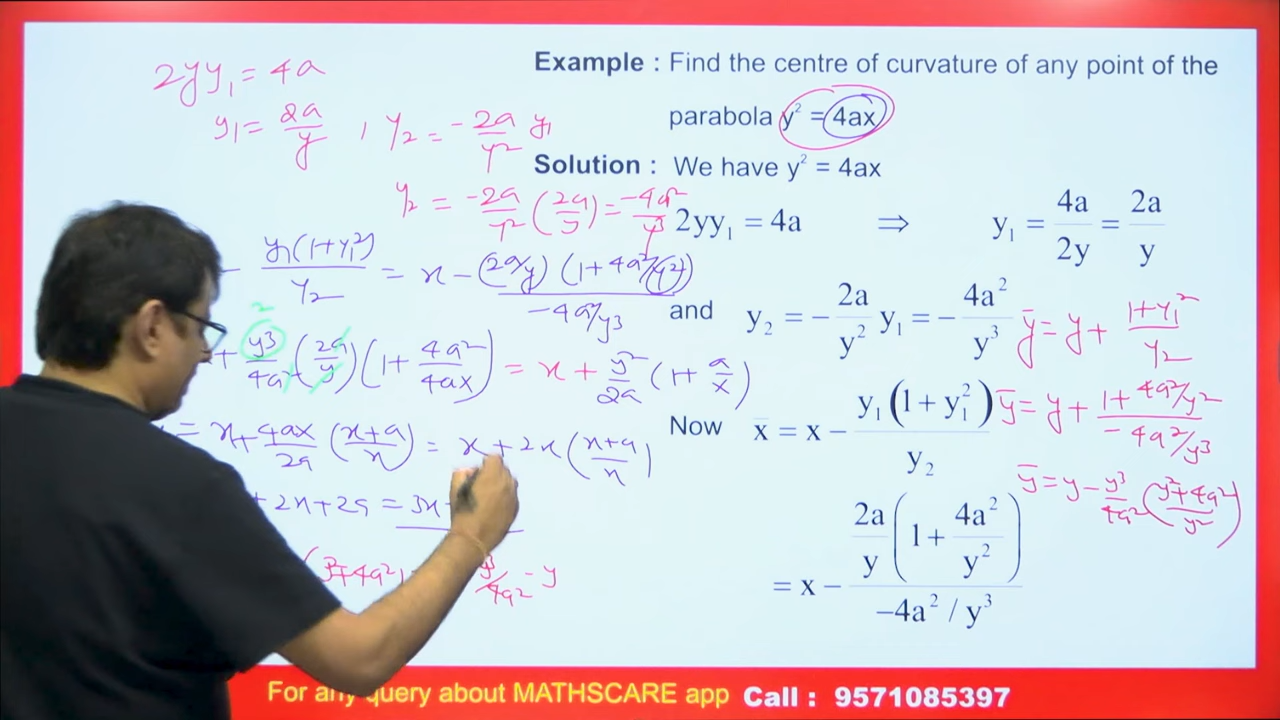 2yy₁ = 4a
y₁ = 2a/y , y₂ = -2a/y² y₁
y₂ = -2a/y² (2a/y) = -4a²/y³
- y₁(1+y₁²)/y₂ = x - (2a/y) (1+4a²/y²)/-4a²/y³
+ y³/4a² (2a/y)(1 + 4a²/4ax) = x + y²/2a (1 + a/x)
2
= x + 4ax/2a (x+a/x) = x + 2x (x+a/x)
+ 2x + 2a = 3x
y³/4a² - y
Example : Find the centre of curvature of any point of the
parabola y² = 4ax
Solution : We have y² = 4ax
2yy₁ = 4a ⇒ y₁ = 4a/2y = 2a/y
and y₂ = - 2a/y² y₁ = - 4a²/y³
Now x̄ = x - y₁(1 + y₁²)/y₂
= x - 2a/y (1 + 4a²/y²)/-4a² / y³
ȳ = y + 1+y₁²/y₂
ȳ = y + 1+4a²/y²/-4a²/y³
ȳ = y - y³/4a² (y²+4a²/y²)
For any query about MATHSCARE app Call : 9571085397